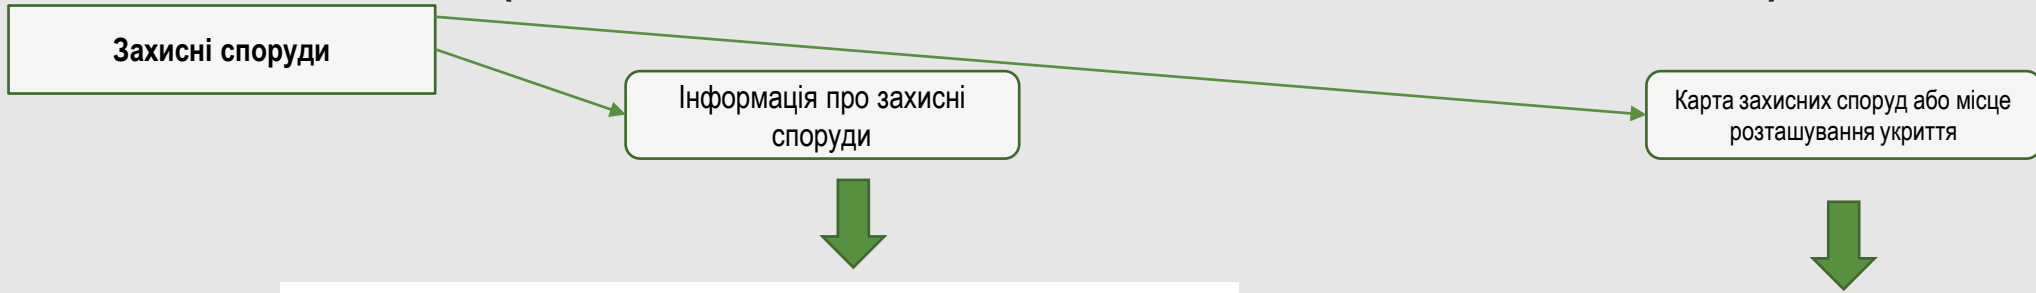 Захисні споруди
Інформація про захисні
споруди
Карта захисних споруд або місце
розташування укриття